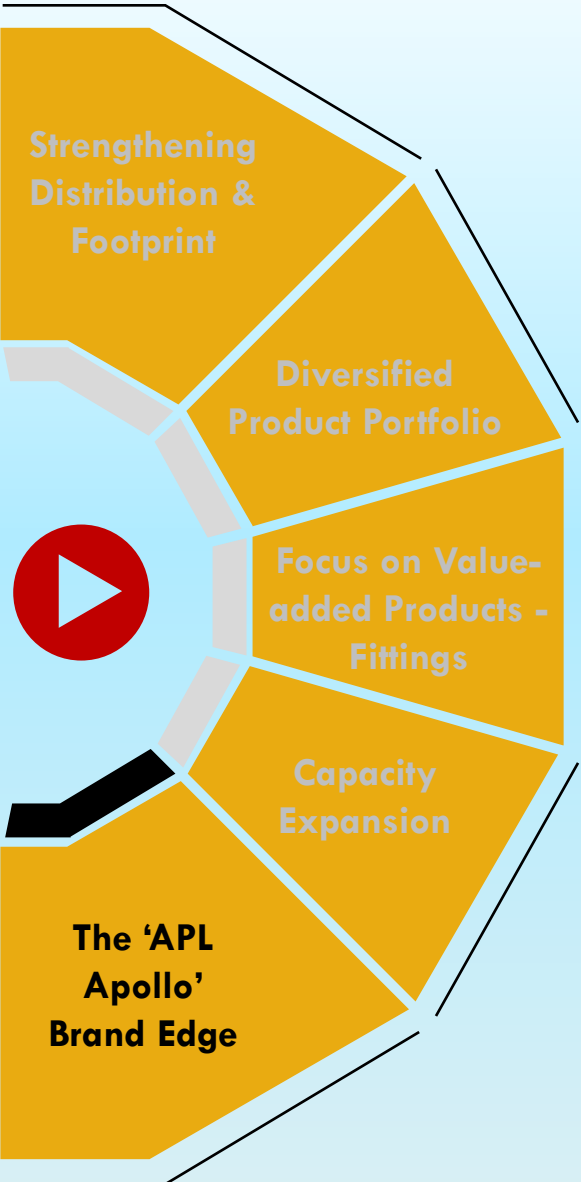 Strengthening
Distribution &
Footprint
Diversified
Product Portfolio
Focus on Value-
added Products -
Fittings
Capacity
Expansion
The ‘APL
Apollo’
Brand Edge